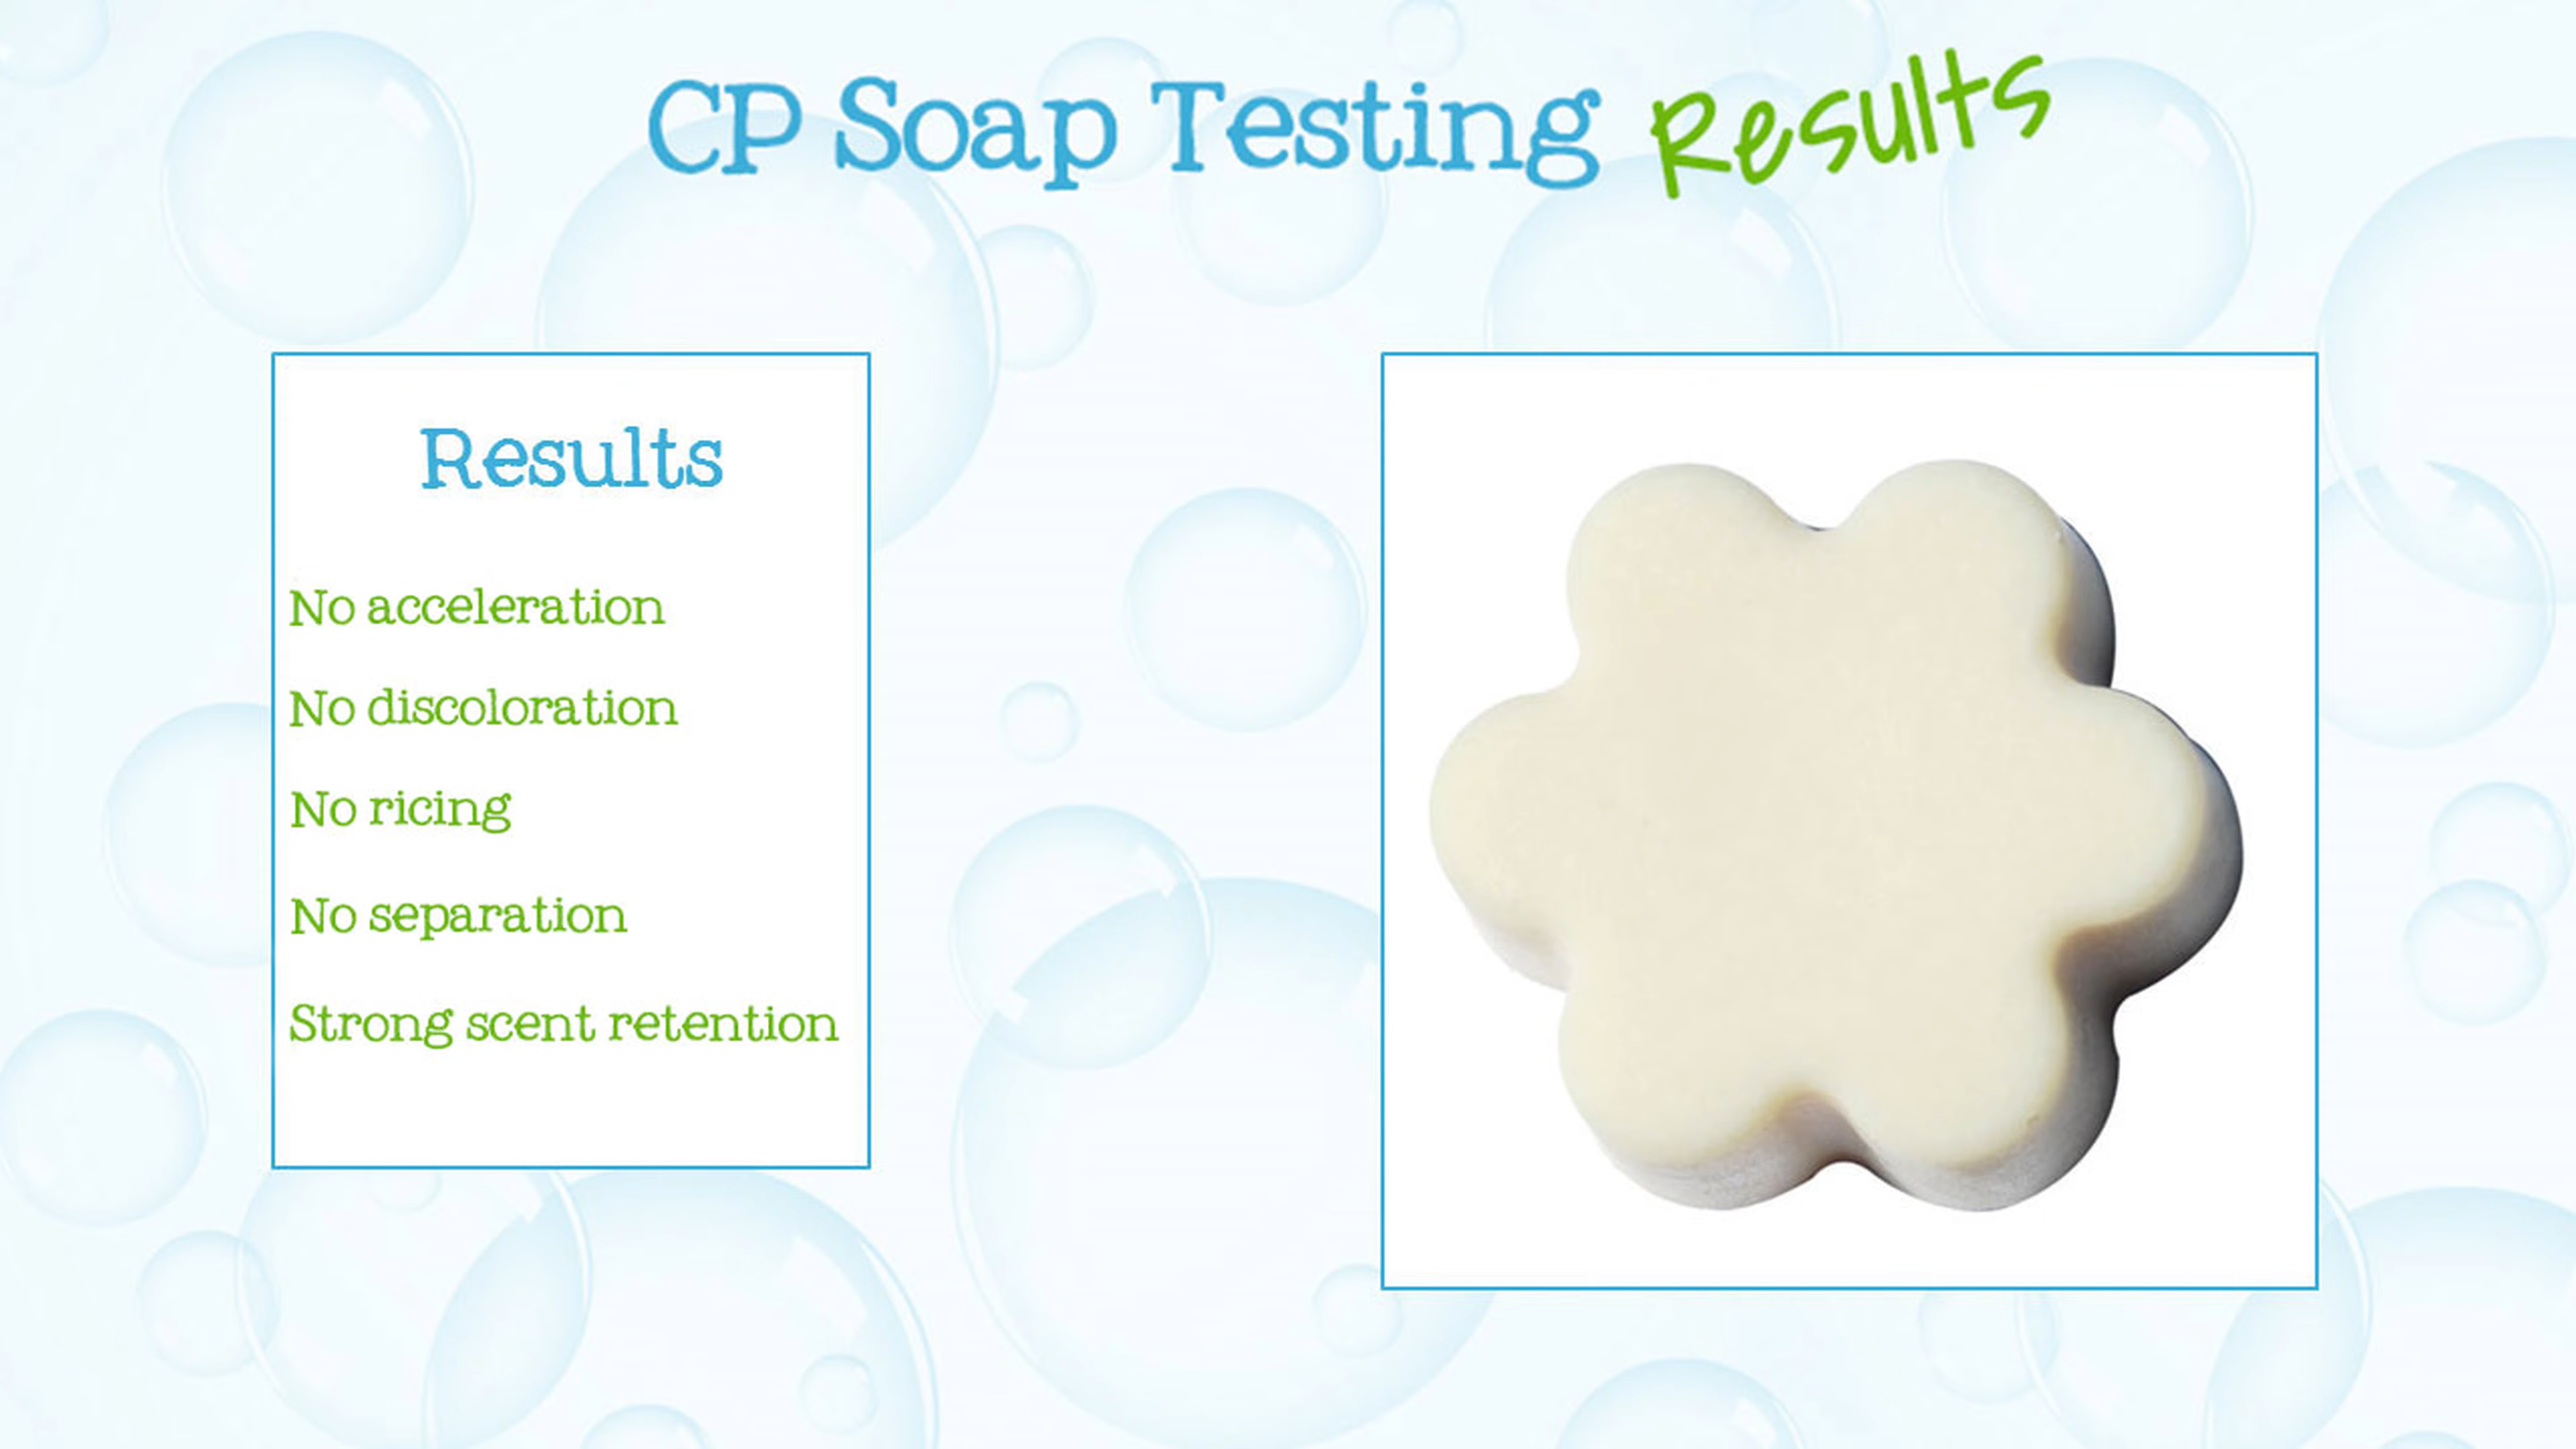 CP Soap Testing Results
Results
No acceleration
No discoloration
No ricing
No separation
Strong scent retention